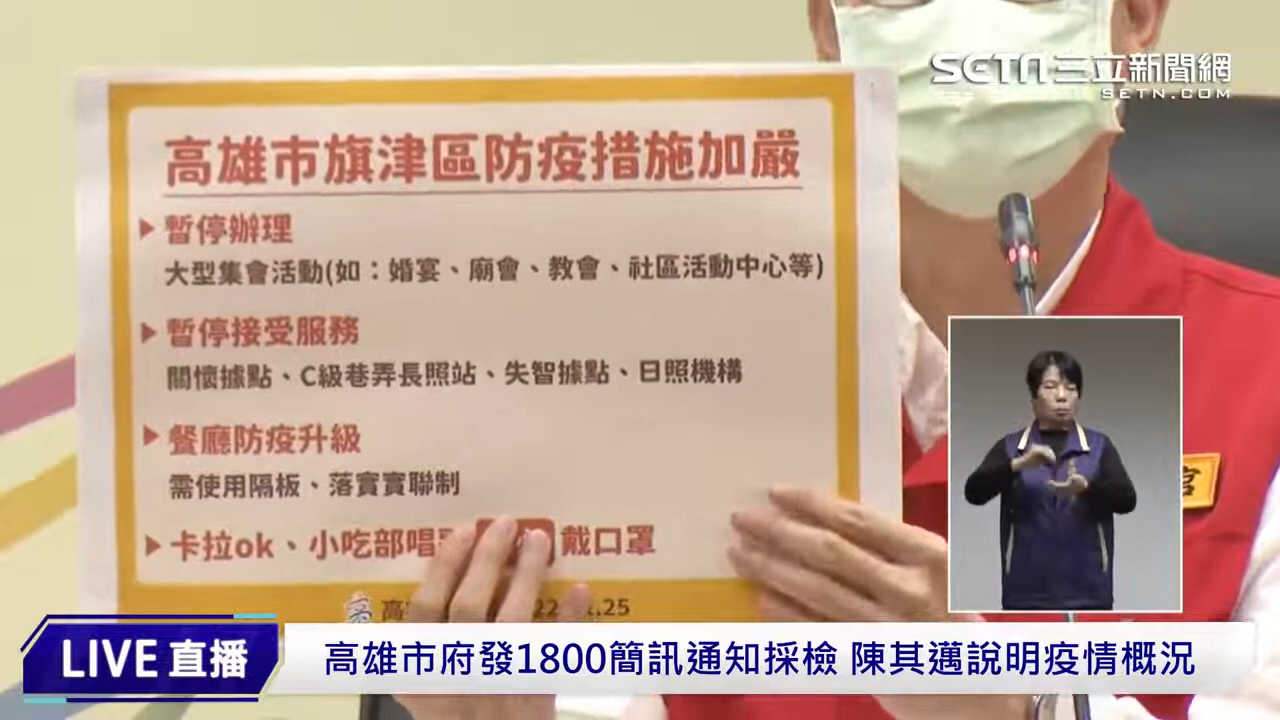 SETN三立新聞網
SETN.COM
高雄市旗津區防疫措施加嚴
暫停辦理
大型集會活動(如：婚宴、廟會、教會、社區活動中心等)
暫停接受服務
關懷據點、C級巷弄長照站、失智據點、日照機構
餐廳防疫升級
需使用隔板、落實實聯制
卡拉ok、小吃部唱 戴口罩
高 22 .25
官
LIVE 直播
高雄市府發1800簡訊通知採檢 陳其邁說明疫情概況